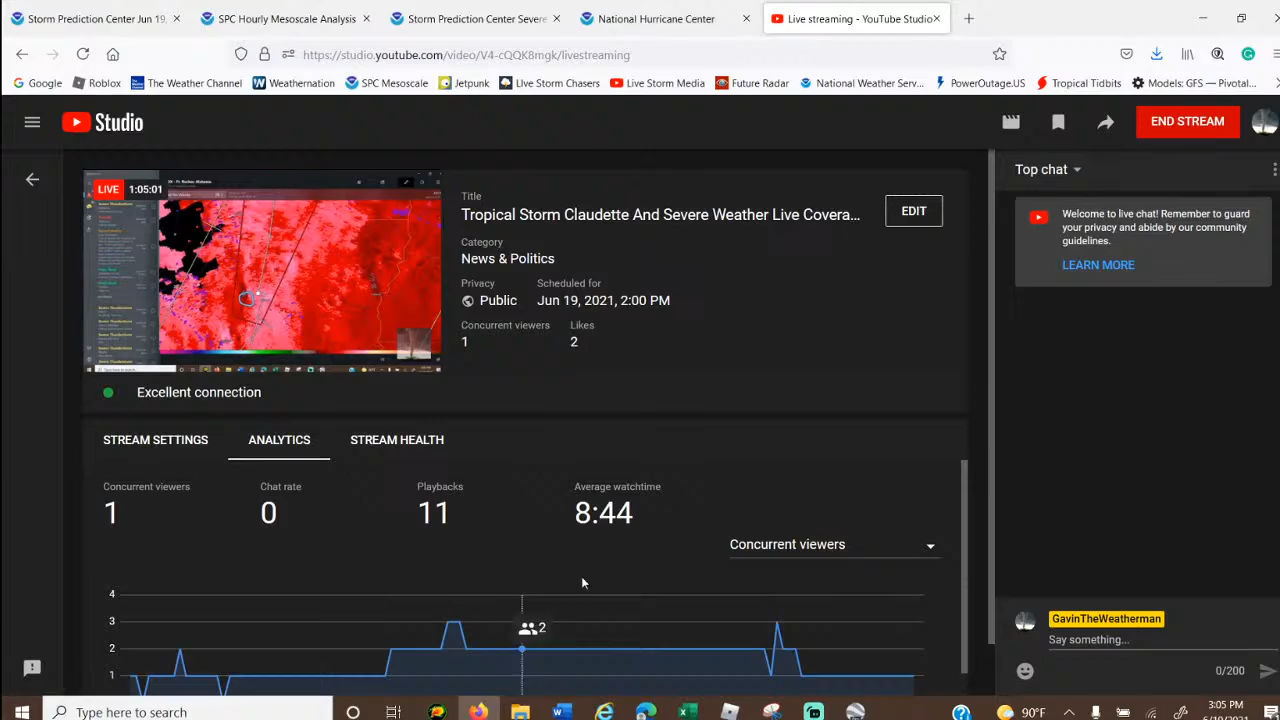 Storm Prediction Center Jun 19,
SPC Hourly Mesoscale Analysis
Storm Prediction Center Severe
National Hurricane Center
Live streaming - YouTube Studio
https://studio.youtube.com/video/V4-cQQK8mgk/livestreaming
Google
Roblox
The Weather Channel
Weathernation
SPC Mesoscale
Jetpunk
Live Storm Chasers
Live Storm Media
Future Radar
National Weather Serv...
PowerOutage.US
Tropical Tidbits
Models: GFS — Pivotal...
Studio
END STREAM
LIVE 1:05:01
Title
Tropical Storm Claudette And Severe Weather Live Covera...
EDIT
Category
News & Politics
Privacy
Scheduled for
Public
Jun 19, 2021, 2:00 PM
Concurrent viewers
Likes
1
2
Excellent connection
Top chat
Welcome to live chat! Remember to guard
your privacy and abide by our community
guidelines.
LEARN MORE
STREAM SETTINGS
ANALYTICS
STREAM HEALTH
Concurrent viewers
Chat rate
Playbacks
Average watchtime
1
0
11
8:44
Concurrent viewers
4
3
2
1
2
GavinTheWeatherman
Say something...
0/200
Type here to search
90°F
3:05 PM